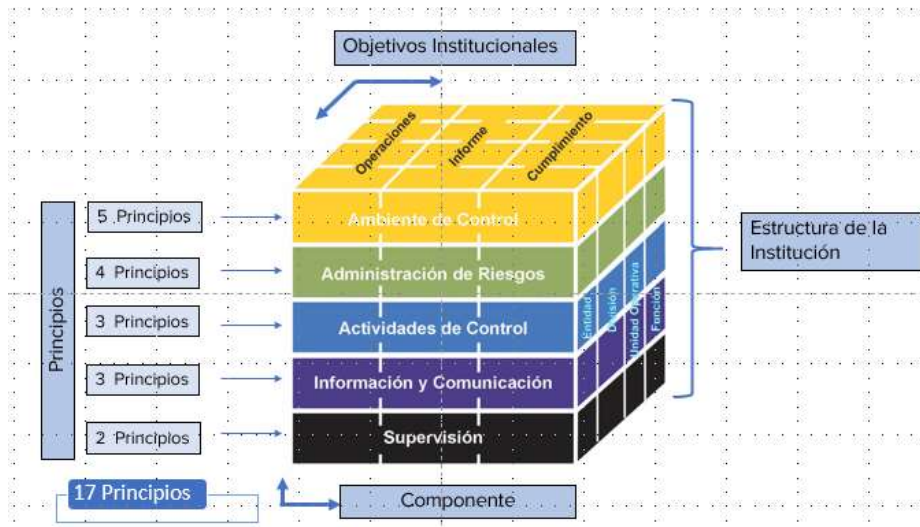 Objetivos Institucionales
Operaciones
Informe
Cumplimiento
5 Principios
Ambiente de Control
4 Principios
Administración de Riesgos
3 Principios
Actividades de Control
3 Principios
Información y Comunicación
2 Principios
Supervisión
Principios
Entidad
División
Unidad Operativa
Función
Estructura de la
Institución
17 Principios
Componente